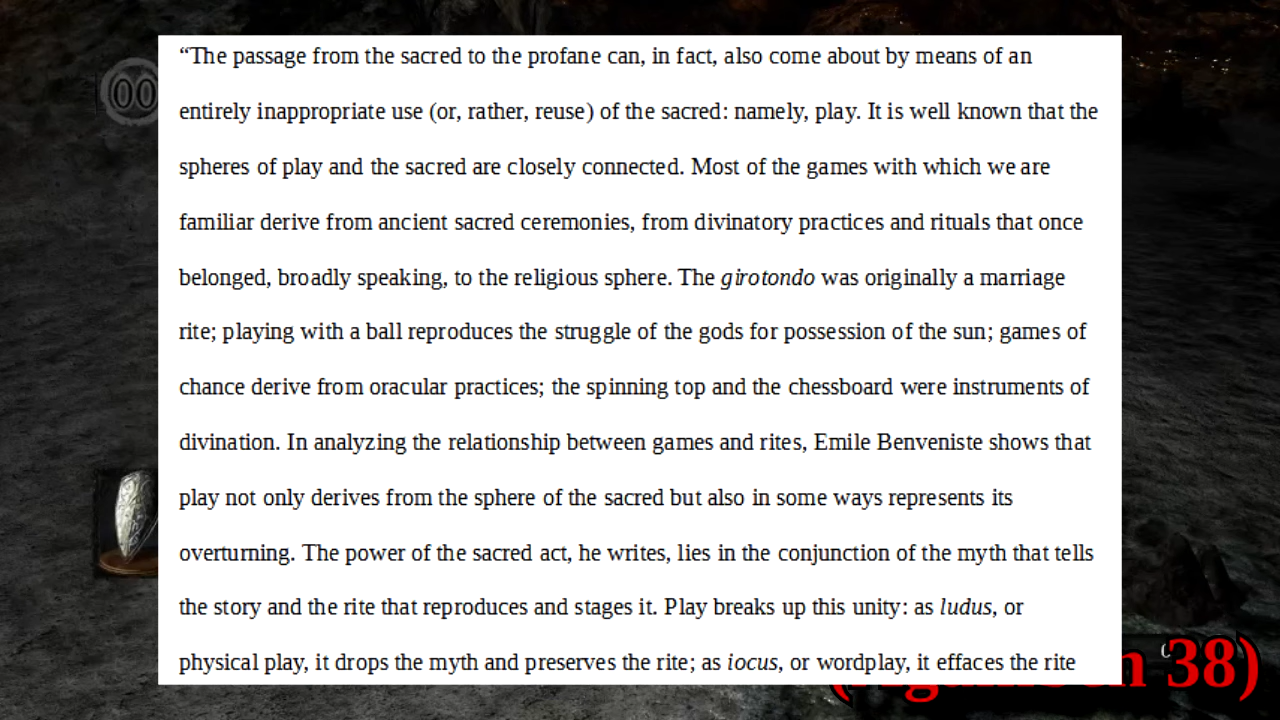 “The passage from the sacred to the profane can, in fact, also come about by means of an
entirely inappropriate use (or, rather, reuse) of the sacred: namely, play. It is well known that the
spheres of play and the sacred are closely connected. Most of the games with which we are
familiar derive from ancient sacred ceremonies, from divinatory practices and rituals that once
belonged, broadly speaking, to the religious sphere. The girotondo was originally a marriage
rite; playing with a ball reproduces the struggle of the gods for possession of the sun; games of
chance derive from oracular practices; the spinning top and the chessboard were instruments of
divination. In analyzing the relationship between games and rites, Emile Benveniste shows that
play not only derives from the sphere of the sacred but also in some ways represents its
overturning. The power of the sacred act, he writes, lies in the conjunction of the myth that tells
the story and the rite that reproduces and stages it. Play breaks up this unity: as ludus, or
physical play, it drops the myth and preserves the rite; as iocus, or wordplay, it effaces the rite
00
38)